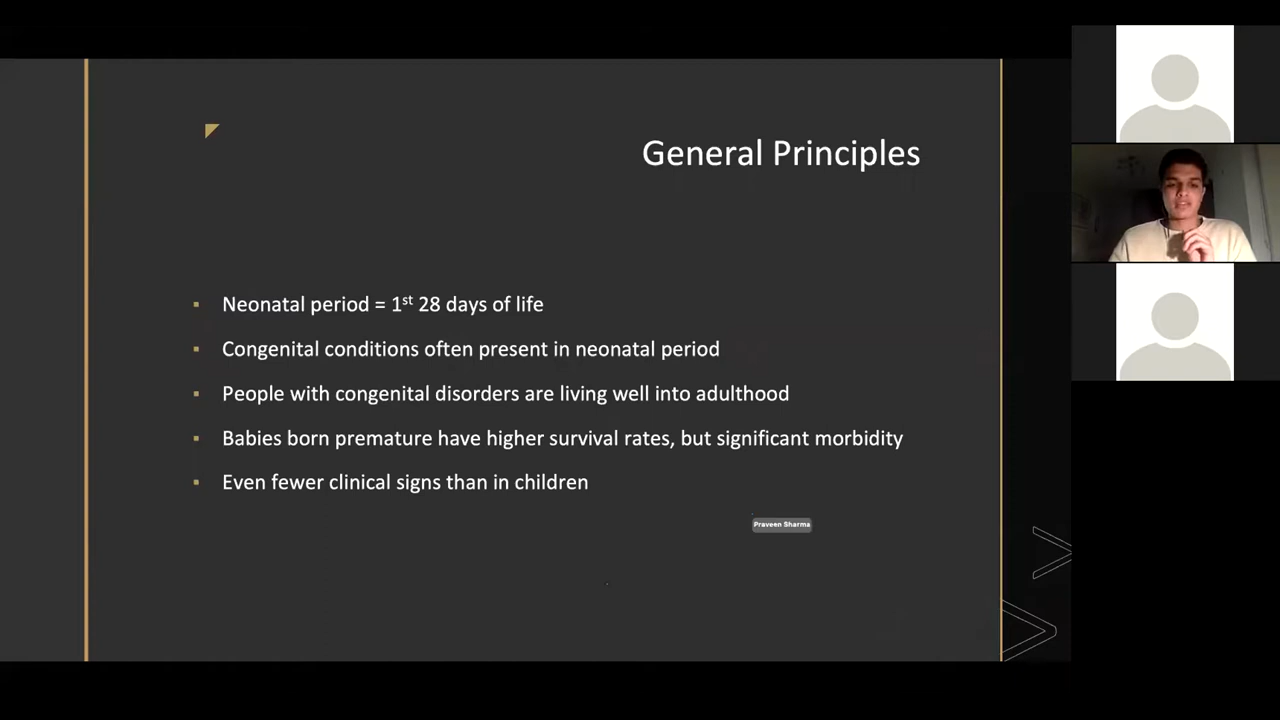 General Principles
Neonatal period = 1st 28 days of life
Congenital conditions often present in neonatal period
People with congenital disorders are living well into adulthood
Babies born premature have higher survival rates, but significant morbidity
Even fewer clinical signs than in children
Praveen Sharma